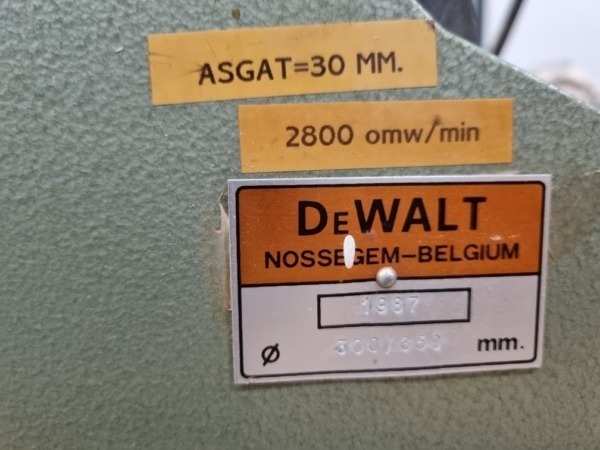 ASGAT=30 MM.
2800 omw/min
DEWALT
NOSSEGEM-BELGIUM
1987
Ø 300/350 mm.